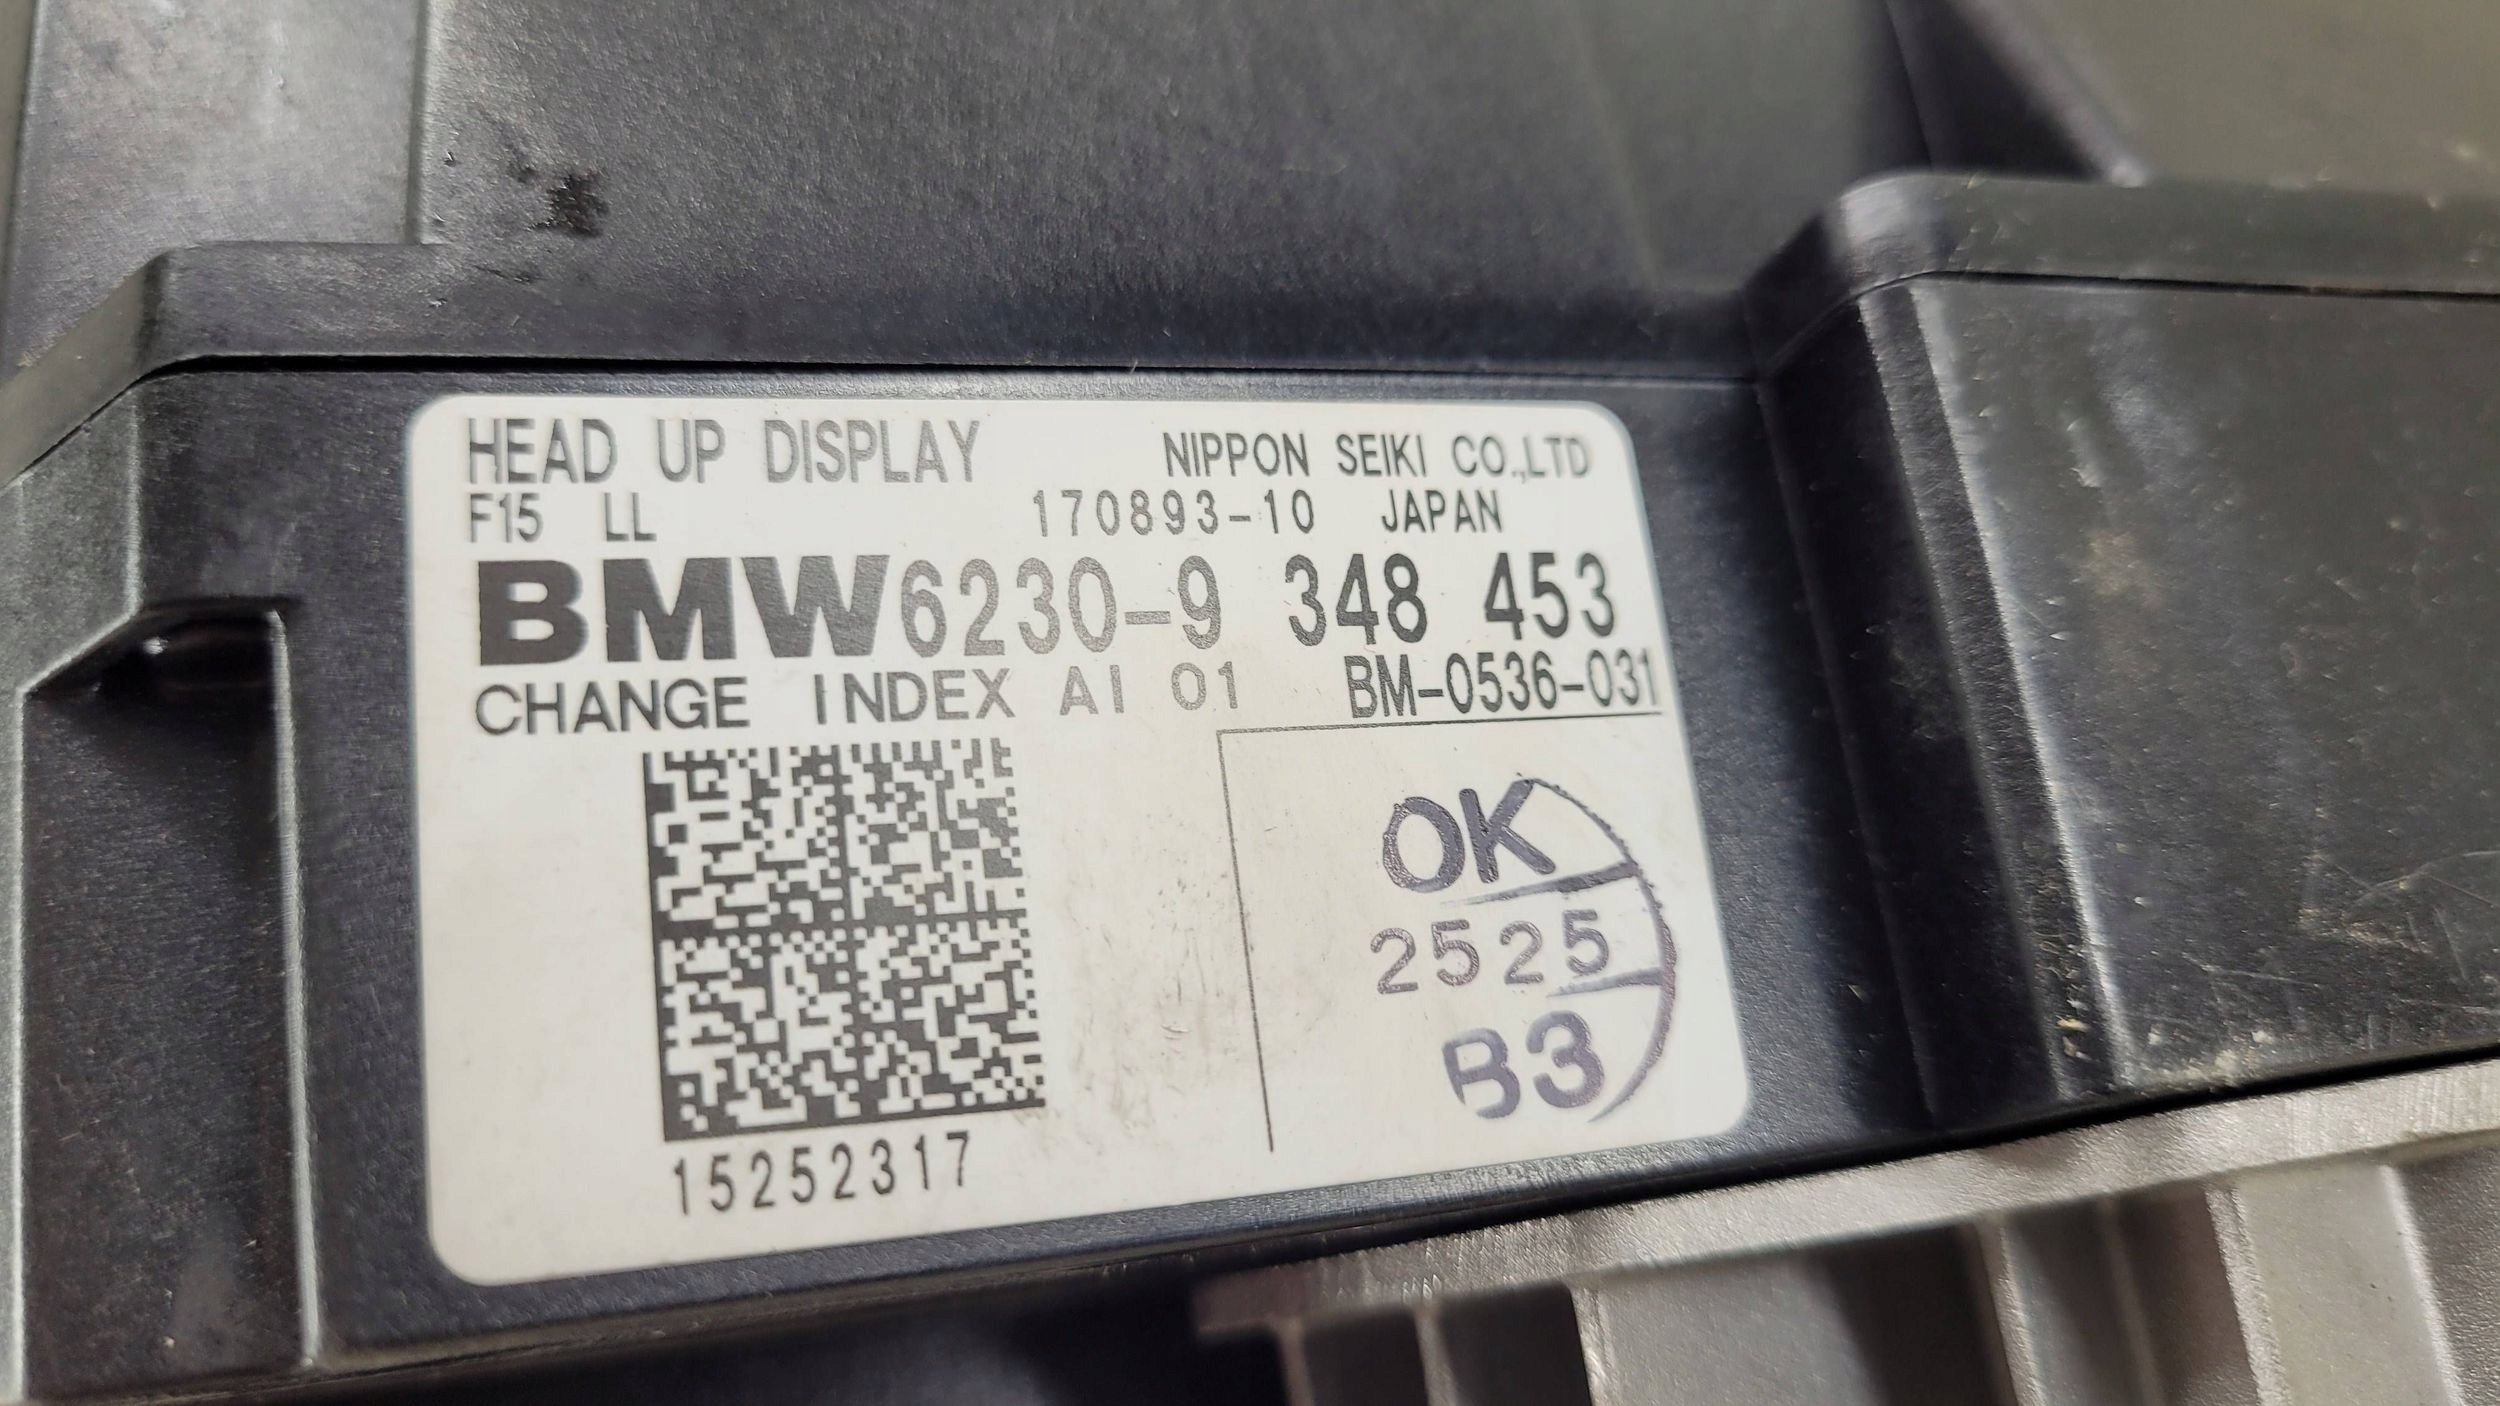 HEAD UP DISPLAY NIPPON SEIKI CO.,LTD
F15 LL 170893-10 JAPAN
BMW6230-9 348 453
CHANGE INDEX AI 01 BM-0536-031
OK
2525
B3
15252317